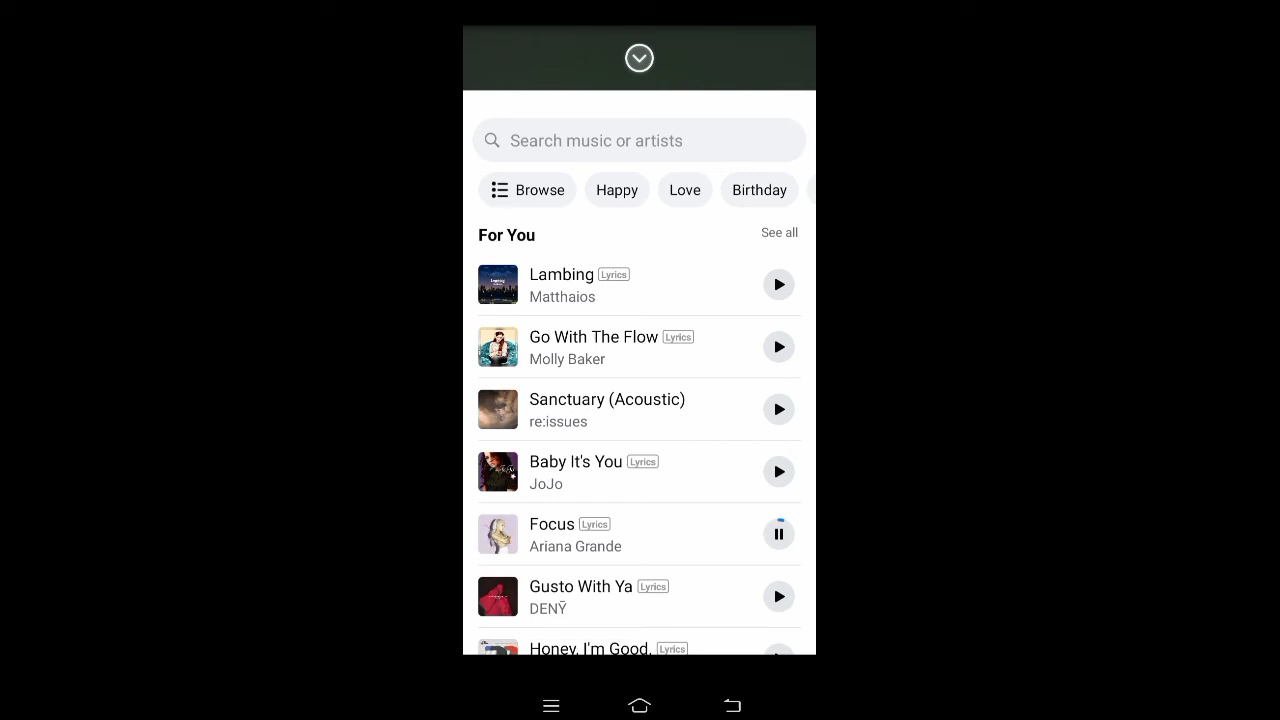 Search music or artists
Browse Happy Love Birthday
For You See all
Lambing Lyrics
Matthaios
Go With The Flow Lyrics
Molly Baker
Sanctuary (Acoustic)
re:issues
Baby It's You Lyrics
JoJo
Focus Lyrics
Ariana Grande
Gusto With Ya Lyrics
DENȲ
Honey, I'm Good. Lyrics